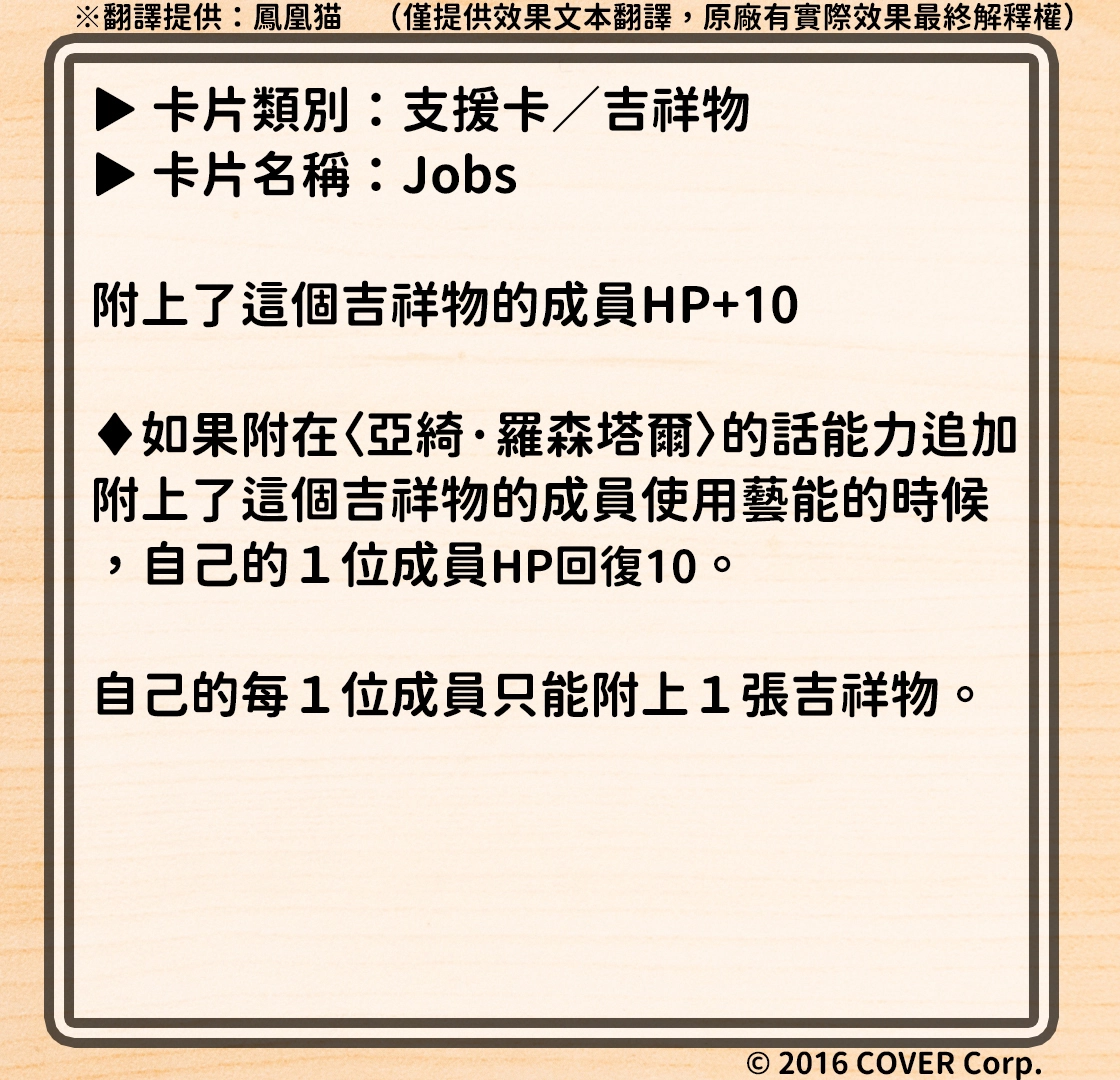 ※翻譯提供：鳳凰猫　（僅提供效果文本翻譯，原廠有實際效果最終解釋權）
▶ 卡片類別：支援卡／吉祥物
▶ 卡片名稱：Jobs
附上了這個吉祥物的成員HP+10
♦如果附在〈亞綺·羅森塔爾〉的話能力追加
附上了這個吉祥物的成員使用藝能的時候
，自己的１位成員HP回復10。
自己的每１位成員只能附上１張吉祥物。
© 2016 COVER Corp.